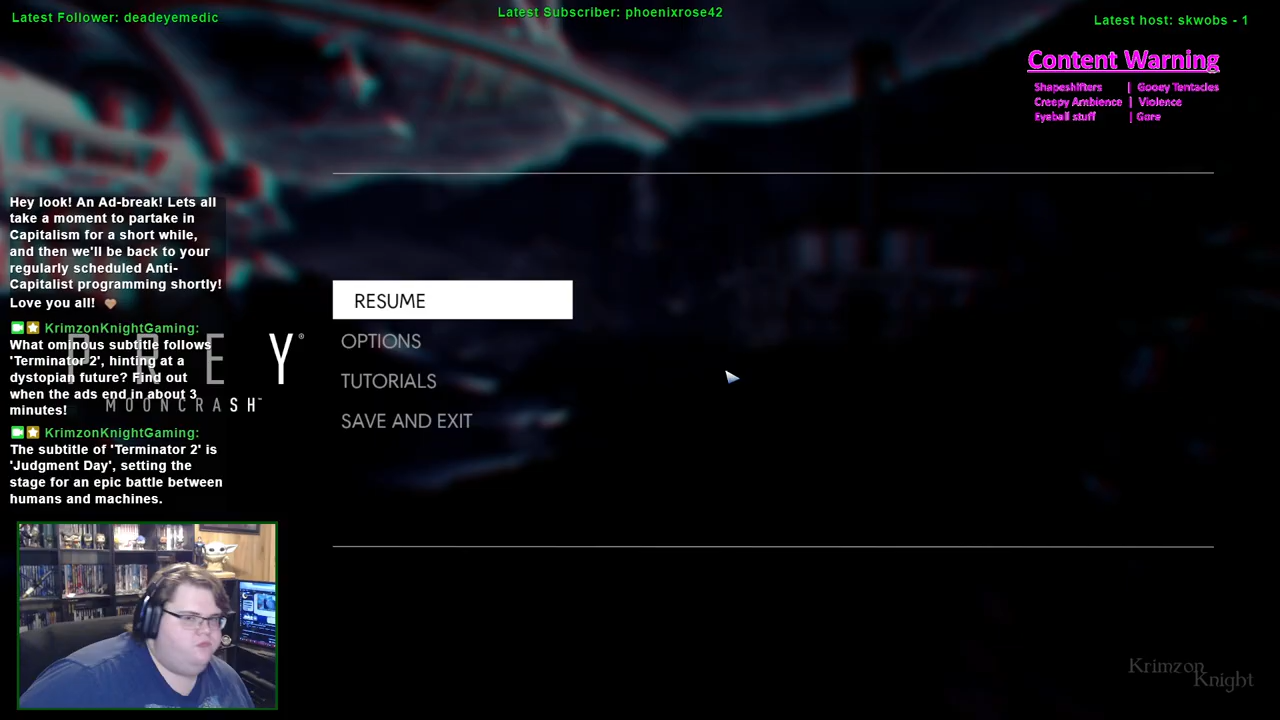 Latest Follower: deadeyemedic
Latest Subscriber: phoenixrose42
Latest host: skwobs - 1
Content Warning
Shapeshifters | Gooey Tentacles
Creepy Ambience | Violence
Eyeball stuff | Gore
Hey look! An Ad-break! Lets all
take a moment to partake in
Capitalism for a short while,
and then we'll be back to your
regularly scheduled Anti-
Capitalist programming shortly!
Love you all!
KrimzonKnightGaming:
What ominous subtitle follows
'Terminator 2', hinting at a
dystopian future? Find out
when the ads end in about 3
minutes!
KrimzonKnightGaming:
The subtitle of 'Terminator 2' is
'Judgment Day', setting the
stage for an epic battle between
humans and machines.
PREY®
MOONCRASH™
RESUME
OPTIONS
TUTORIALS
SAVE AND EXIT
Krimzon
Knight